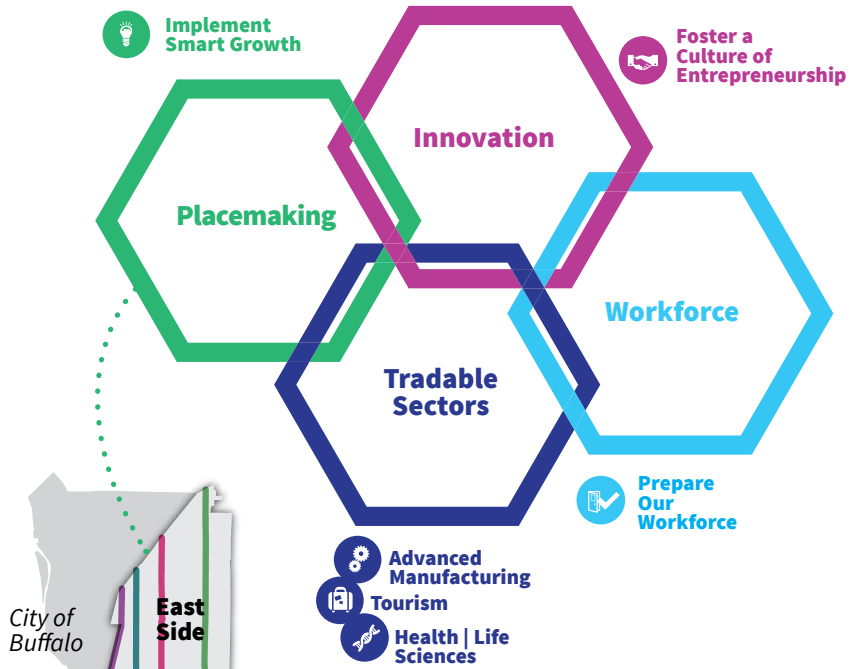 Implement
Smart Growth
Foster a
Culture of
Entrepreneurship
Innovation
Placemaking
Workforce
Tradable
Sectors
Prepare
Our
Workforce
Advanced
Manufacturing
Tourism
Health | Life
Sciences
City of
Buffalo
East
Side